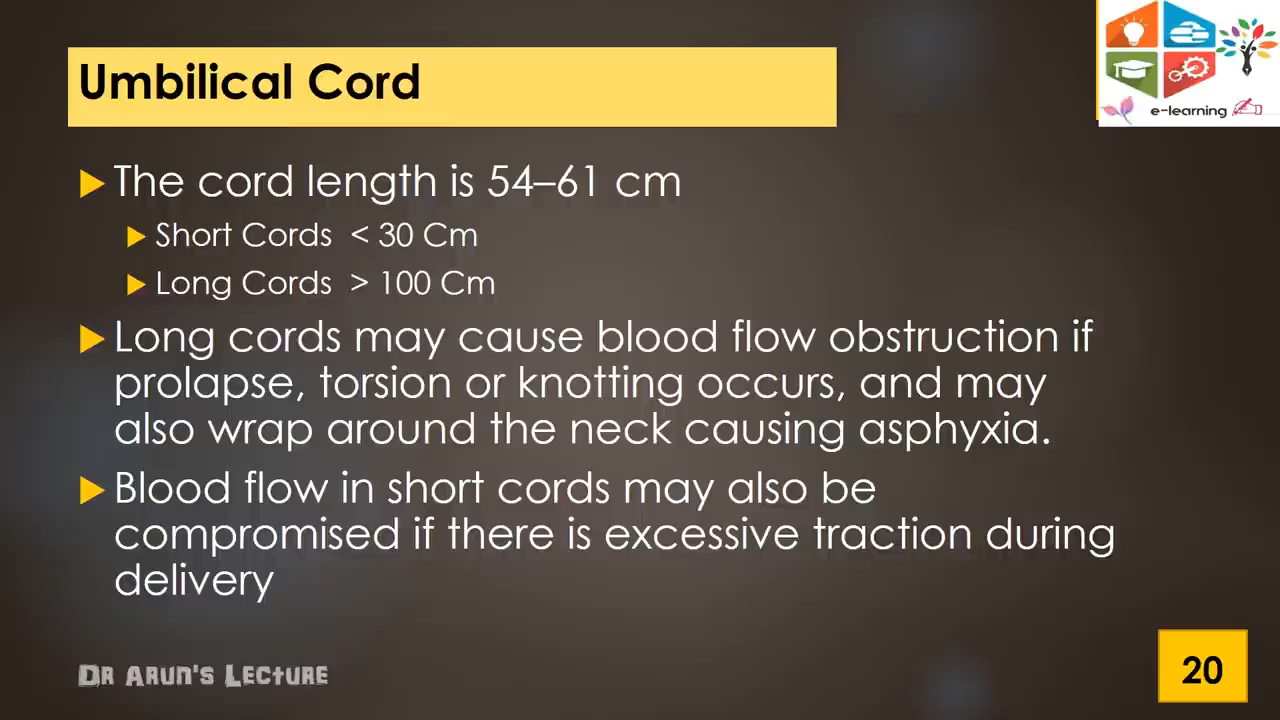 Umbilical Cord
e-learning
The cord length is 54–61 cm
Short Cords < 30 Cm
Long Cords > 100 Cm
Long cords may cause blood flow obstruction if
prolapse, torsion or knotting occurs, and may
also wrap around the neck causing asphyxia.
Blood flow in short cords may also be
compromised if there is excessive traction during
delivery
Dr Arun's Lecture
20